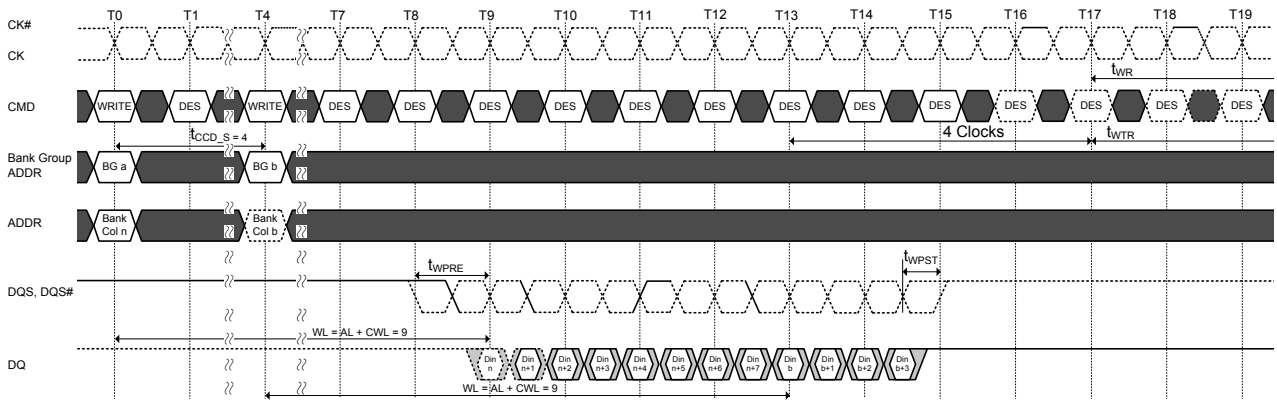 T0 T1 T4 T7 T8 T9 T10 T11 T12 T13 T14 T15 T16 T17 T18 T19
CK#
CK
tWR
CMD WRITE DES WRITE DES DES DES DES DES DES DES DES DES DES DES DES DES
tCCD_S = 4
4 Clocks
tWTR
Bank Group
ADDR
BG a BG b
ADDR
Bank
Col n
Bank
Col b
tWPRE
tWPST
DQS, DQS#
WL = AL + CWL = 9
DQ
Din
n
Din
n+1
Din
n+2
Din
n+3
Din
n+4
Din
n+5
Din
n+6
Din
n+7
Din
b
Din
b+1
Din
b+2
Din
b+3
WL = AL + CWL = 9